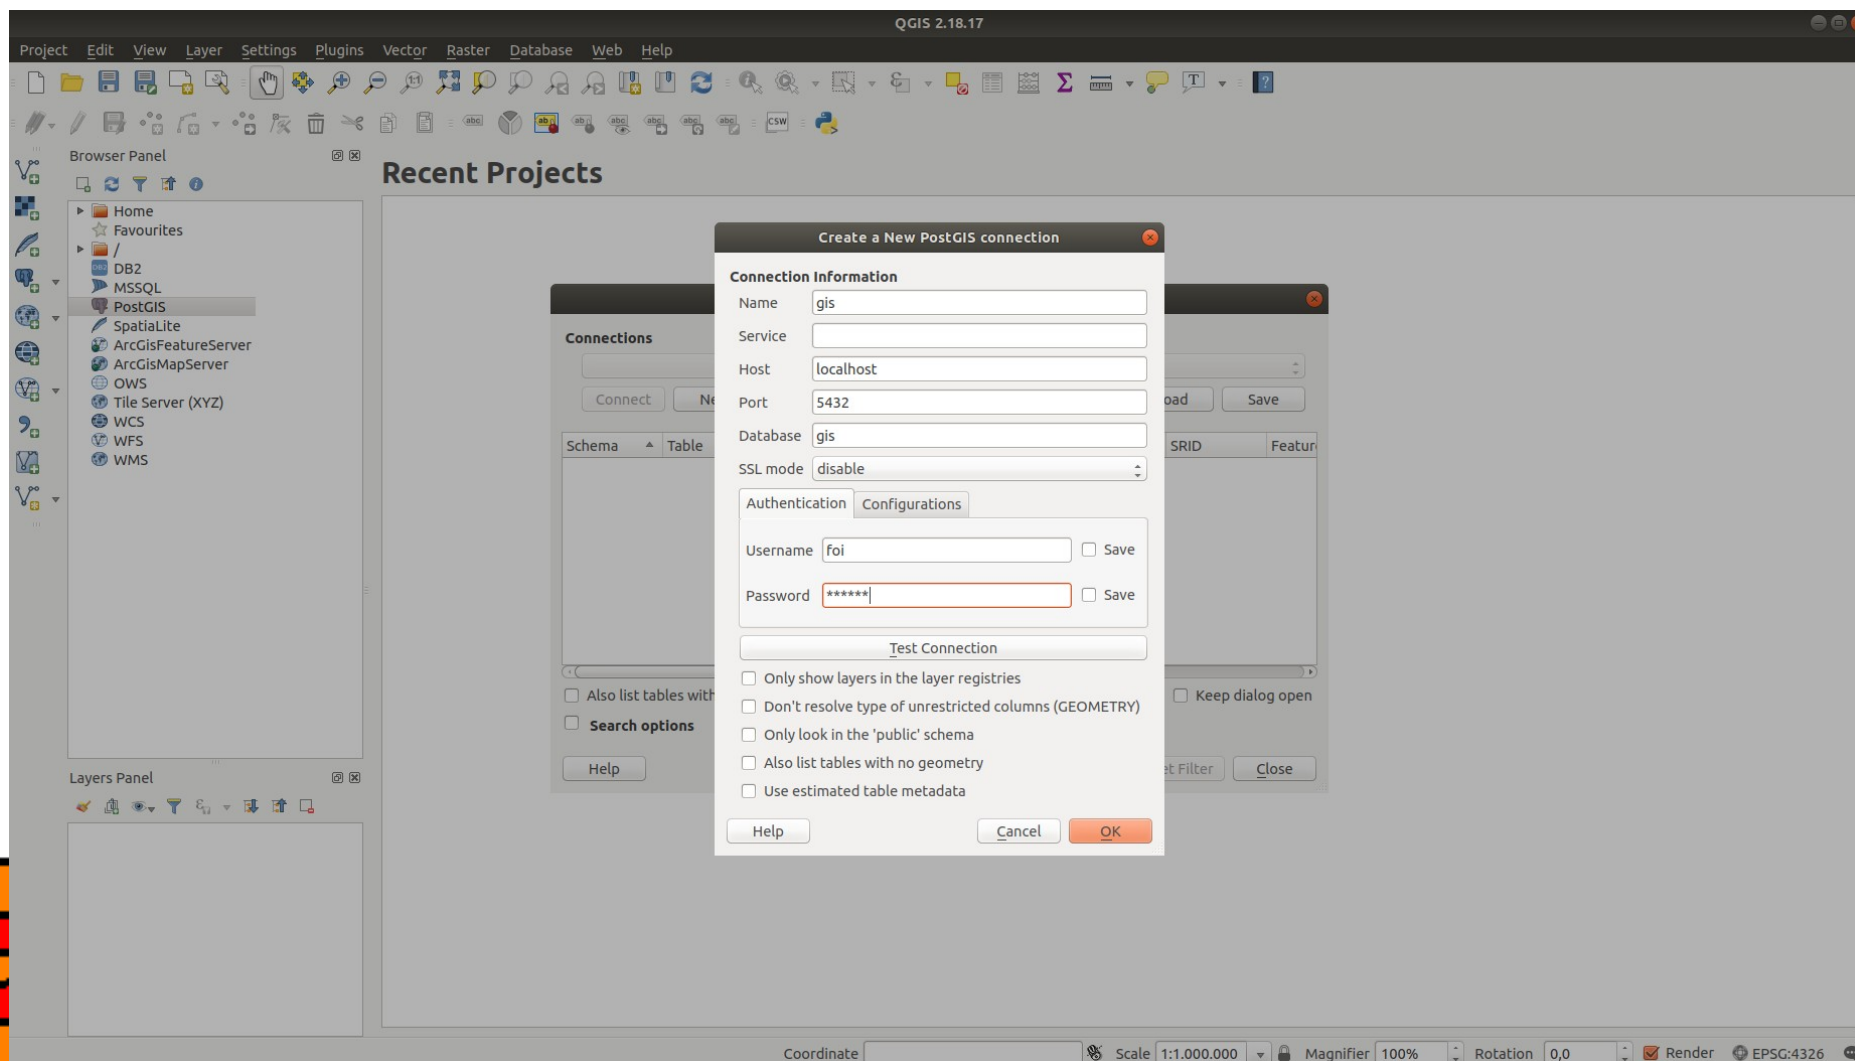 QGIS 2.18.17
Project Edit View Layer Settings Plugins Vector Raster Database Web Help
Browser Panel
Home
Favourites
/
DB2
MSSQL
PostGIS
SpatiaLite
ArcGisFeatureServer
ArcGisMapServer
OWS
Tile Server (XYZ)
WCS
WFS
WMS
Layers Panel
Recent Projects
Connections
Connect Ne oad Save
Schema Table SRID Featur
Also list tables with Keep dialog open
Search options
Help et Filter Close
Create a New PostGIS connection
Connection Information
Name gis
Service
Host localhost
Port 5432
Database gis
SSL mode disable
Authentication Configurations
Username foi Save
Password ****** Save
Test Connection
Only show layers in the layer registries
Don't resolve type of unrestricted columns (GEOMETRY)
Only look in the 'public' schema
Also list tables with no geometry
Use estimated table metadata
Help Cancel OK
Coordinate Scale 1:1.000.000 Magnifier 100% Rotation 0,0 Render EPSG:4326